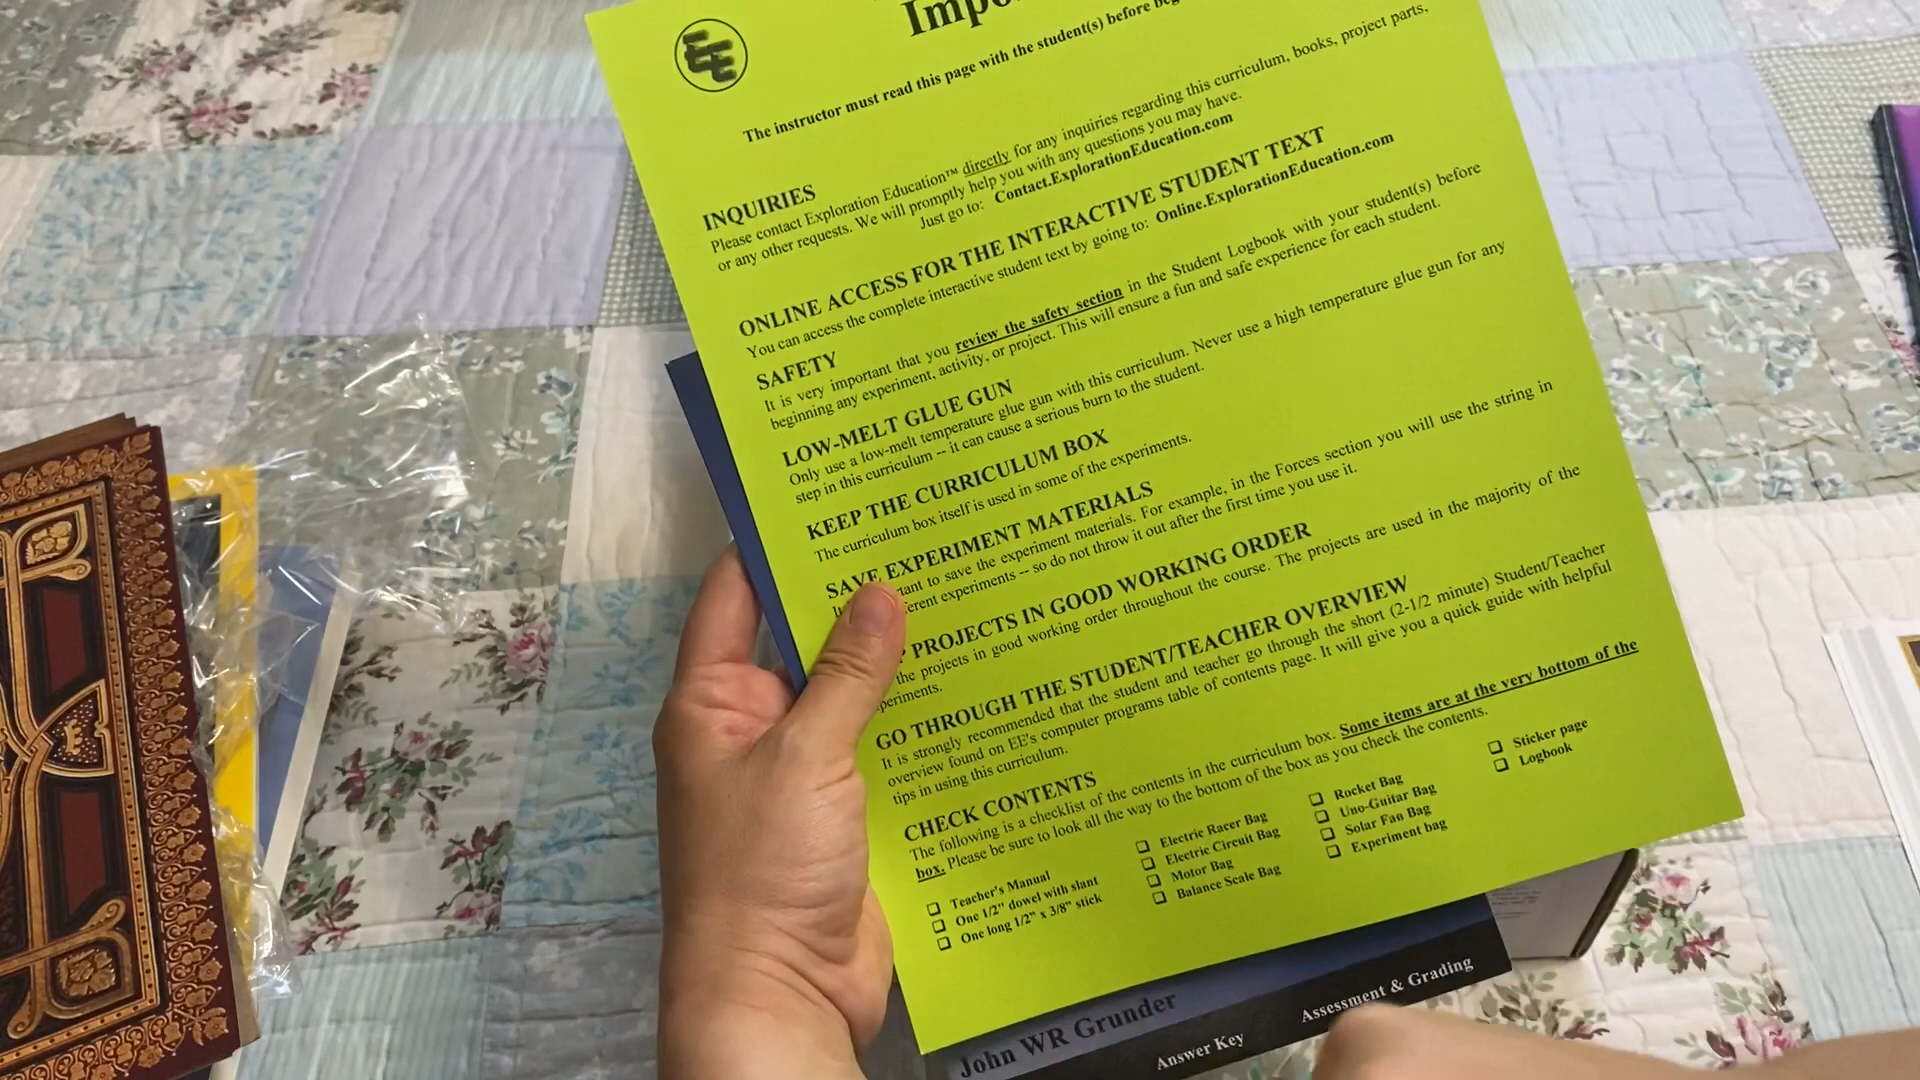 EE
The instructor must read this page with the student(s) before
INQUIRIES
Please contact Exploration Education™ directly for any inquiries regarding this curriculum, books, project parts,
or any other requests. We will promptly help you with any questions you may have.
Just go to: Contact.ExplorationEducation.com
ONLINE ACCESS FOR THE INTERACTIVE STUDENT TEXT
You can access the complete interactive student text by going to: Online.ExplorationEducation.com
SAFETY
It is very important that you review the safety section in the Student Logbook with your student(s) before
beginning any experiment, activity, or project. This will ensure a fun and safe experience for each student.
LOW-MELT GLUE GUN
Only use a low-melt temperature glue gun with this curriculum. Never use a high temperature glue gun for any
step in this curriculum -- it can cause a serious burn to the student.
KEEP THE CURRICULUM BOX
The curriculum box itself is used in some of the experiments.
SAVE EXPERIMENT MATERIALS
to save the experiment materials. For example, in the Forces section you will use the string in
experiments -- so do not throw it out after the first time you use it.
PROJECTS IN GOOD WORKING ORDER
the projects in good working order throughout the course. The projects are used in the majority of the
GO THROUGH THE STUDENT/TEACHER OVERVIEW
It is strongly recommended that the student and teacher go through the short (2-1/2 minute) Student/Teacher
overview found on EE's computer programs table of contents page. It will give you a quick guide with helpful
tips in using this curriculum.
CHECK CONTENTS
The following is a checklist of the contents in the curriculum box. Some items are at the very bottom of the
box. Please be sure to look all the way to the bottom of the box as you check the contents.
Teacher's Manual
One 1/2" dowel with slant
One long 1/2" x 3/8" stick
Electric Racer Bag
Electric Circuit Bag
Motor Bag
Balance Scale Bag
Rocket Bag
Uno-Guitar Bag
Solar Fan Bag
Experiment bag
Sticker page
Logbook
John WR Grunder
Answer Key
Assessment & Grading